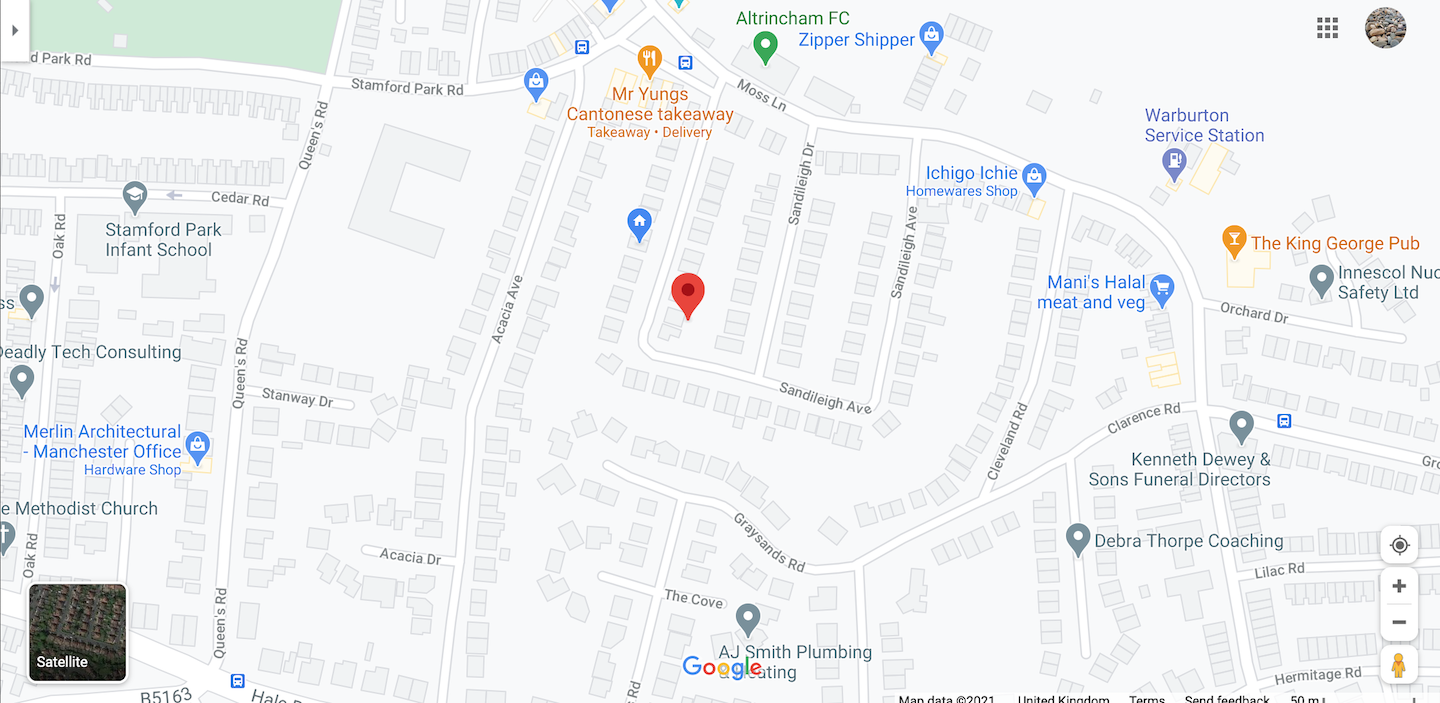 Altrincham FC
Zipper Shipper
d Park Rd
Stamford Park Rd
Moss Ln
Mr Yungs
Cantonese takeaway
Takeaway • Delivery
Queen's Rd
Warburton
Service Station
Sandileigh Dr
Ichigo Ichie
Homewares Shop
Cedar Rd
Oak Rd
Stamford Park
Infant School
Sandileigh Ave
The King George Pub
Innescol Nuc
Safety Ltd
Mani's Halal
meat and veg
Orchard Dr
ss
Acacia Ave
Deadly Tech Consulting
Queen's Rd
Stanway Dr
Sandileigh Ave
Clarence Rd
Cleveland Rd
Merlin Architectural
- Manchester Office
Hardware Shop
Kenneth Dewey &
Sons Funeral Directors
Gro
e Methodist Church
Graysands Rd
Debra Thorpe Coaching
Oak Rd
Acacia Dr
Lilac Rd
The Cove
Queen's Rd
Satellite
AJ Smith Plumbing
Google
eating
Hermitage Rd
B5163
Hale
Rd
Map data ©2021
United Kingdom
Terms
Send feedback
50 m